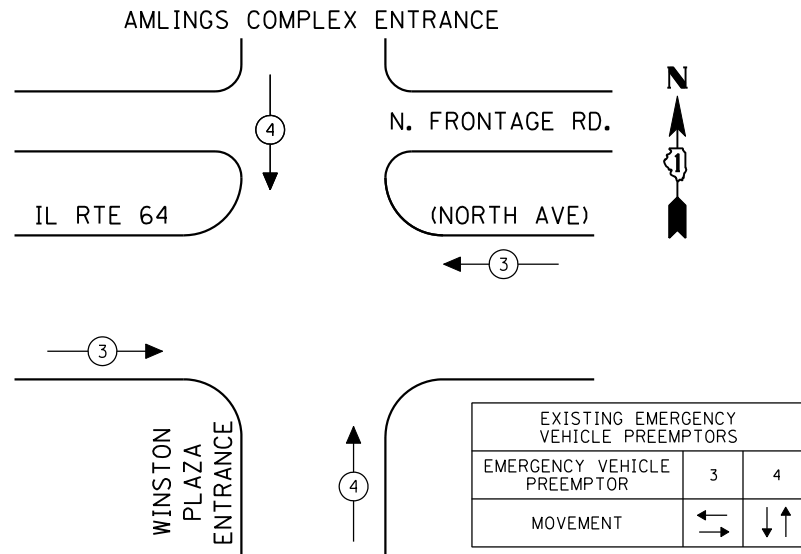 AMLINGS COMPLEX ENTRANCE
N
4
N. FRONTAGE RD.
1
IL RTE 64
(NORTH AVE)
3
3
WINSTON
PLAZA
ENTRANCE
4
EXISTING EMERGENCY
VEHICLE PREEMPTORS
EMERGENCY VEHICLE
PREEMPTOR
3
4
MOVEMENT